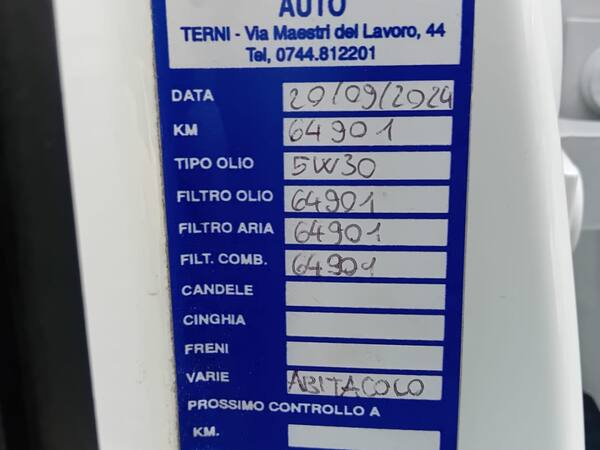 AUTO
TERNI - Via Maestri del Lavoro, 44
Tel, 0744.812201
DATA 20/09/2024
KM 64901
TIPO OLIO 5W30
FILTRO OLIO 64901
FILTRO ARIA 64901
FILT. COMB. 64901
CANDELE
CINGHIA
FRENI
VARIE ABITACOLO
PROSSIMO CONTROLLO A
KM.